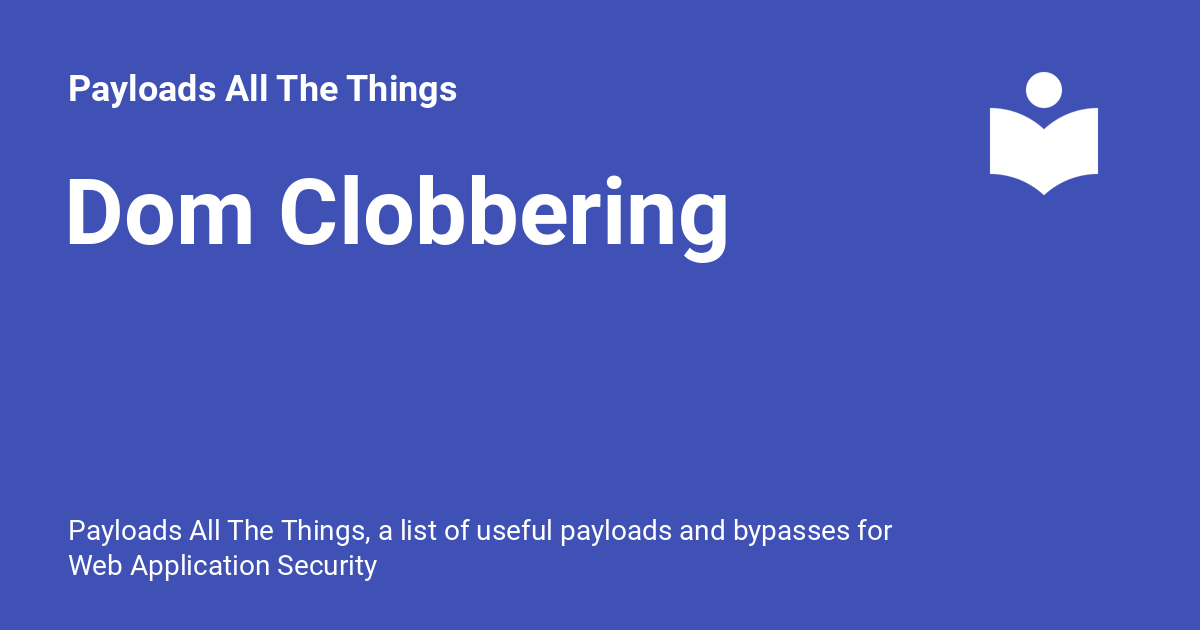 Payloads All The Things
Dom Clobbering
Payloads All The Things, a list of useful payloads and bypasses for
Web Application Security